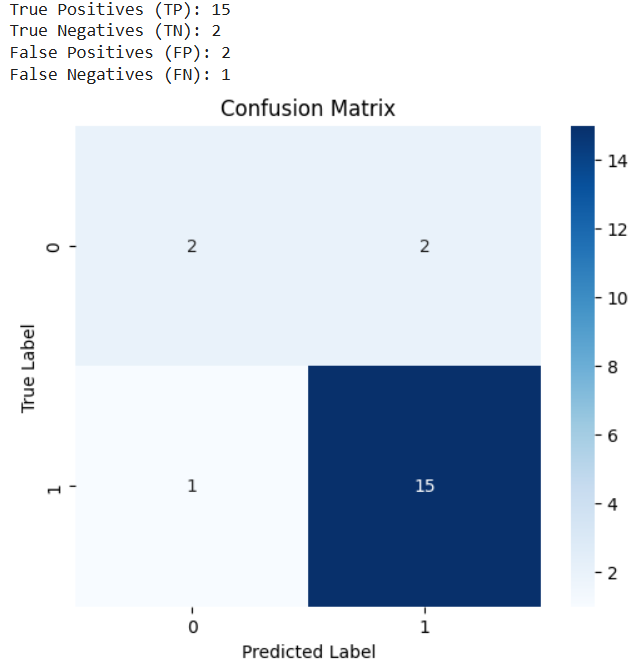 True Positives (TP): 15
True Negatives (TN): 2
False Positives (FP): 2
False Negatives (FN): 1
Confusion Matrix
14
12
10
8
6
4
2
True Label
0
2
2
1
1
15
0
1
Predicted Label